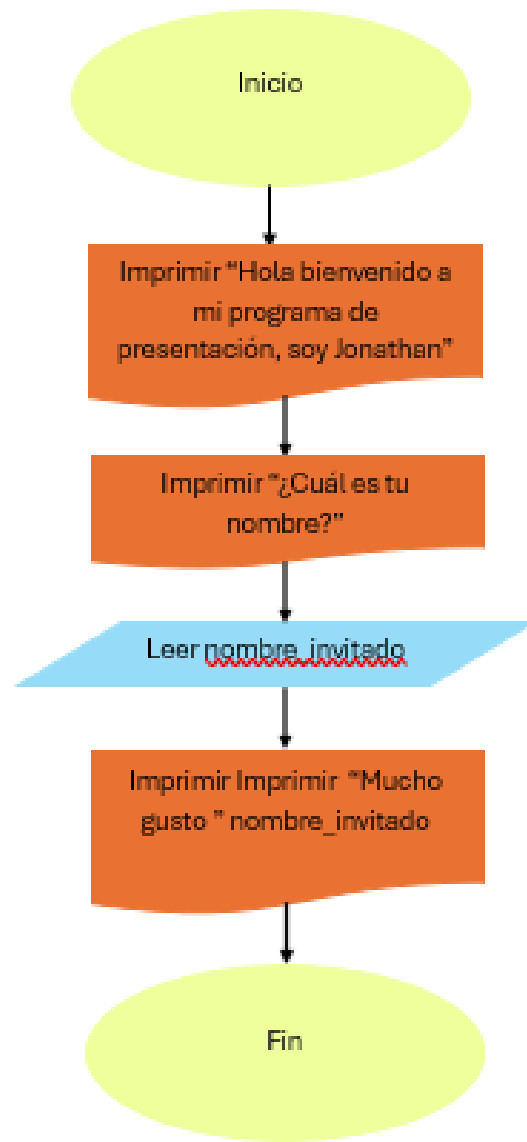 Inicio
Imprimir “Hola bienvenido a
mi programa de
presentación, soy Jonathan”
Imprimir “¿Cuál es tu
nombre?”
Leer nombre_invitado
Imprimir Imprimir “Mucho
gusto ” nombre_invitado
Fin